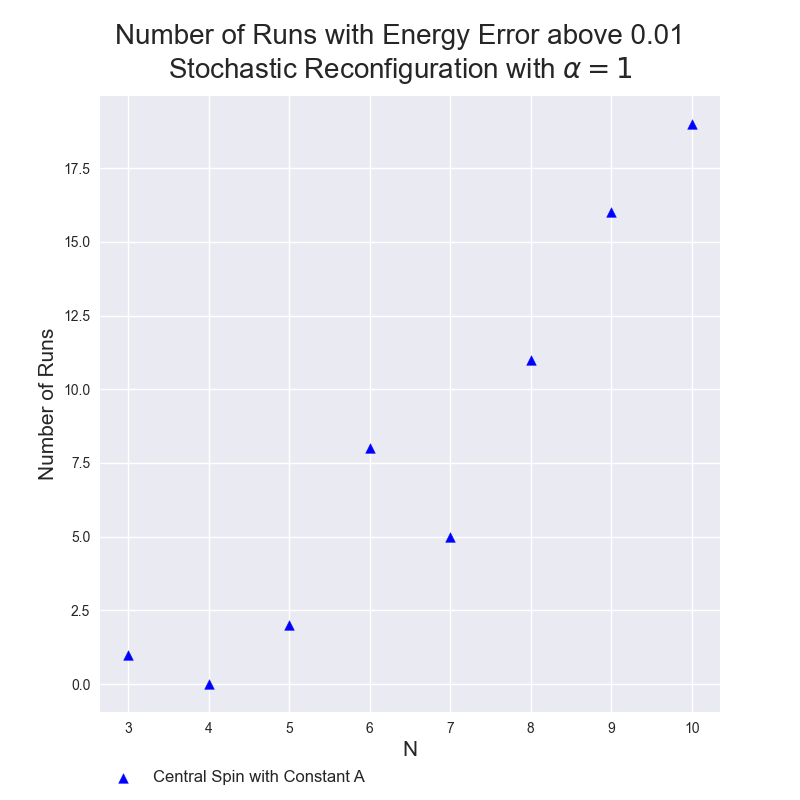 Number of Runs with Energy Error above 0.01
Stochastic Reconfiguration with α = 1
Number of Runs
17.5
15.0
12.5
10.0
7.5
5.0
2.5
0.0
3 4 5 6 7 8 9 10
N
Central Spin with Constant A